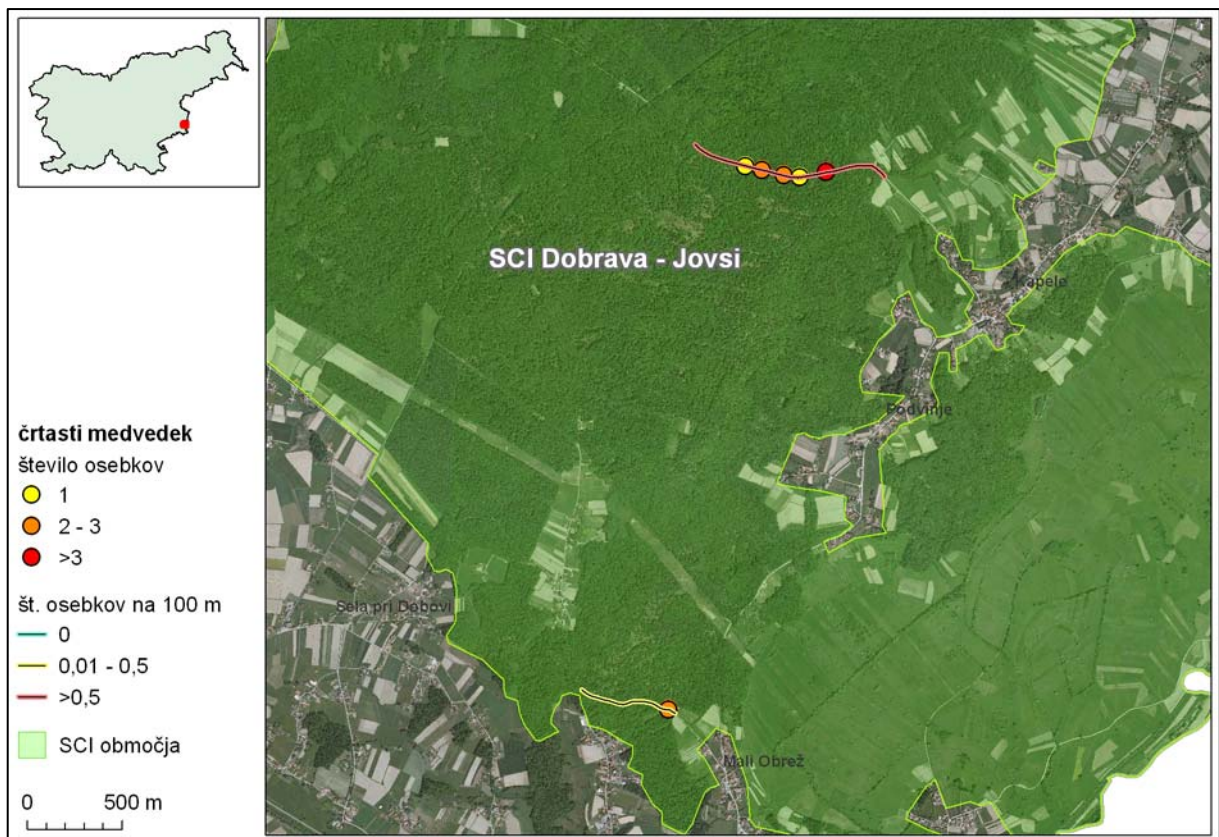 črtasti medvedek
število osebkov
1
2 - 3
>3
št. osebkov na 100 m
0
0,01 - 0,5
>0,5
SCI območja
0 500 m
SCI Dobrava - Jovsi
Kapele
Podvinje
Sela pri Dobovi
Mali Obrež